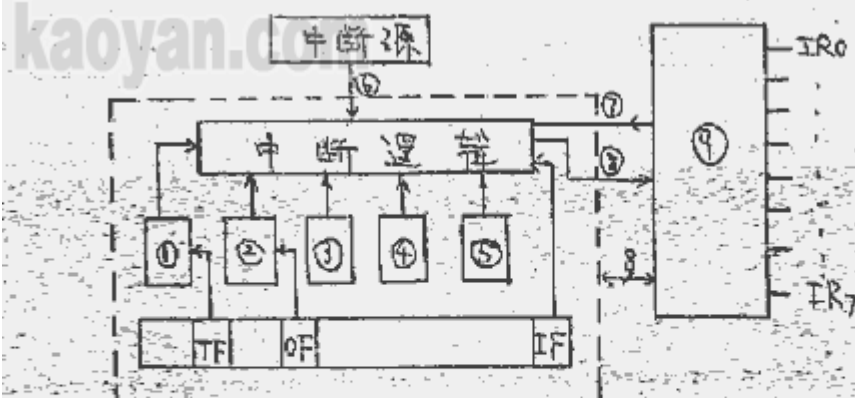 kaoyan.com
中断源
IR0
⑥
⑦
中 断 逻 辑
⑨
⑧
① ② ③ ④ ⑤
8
IR7
TF OF IF